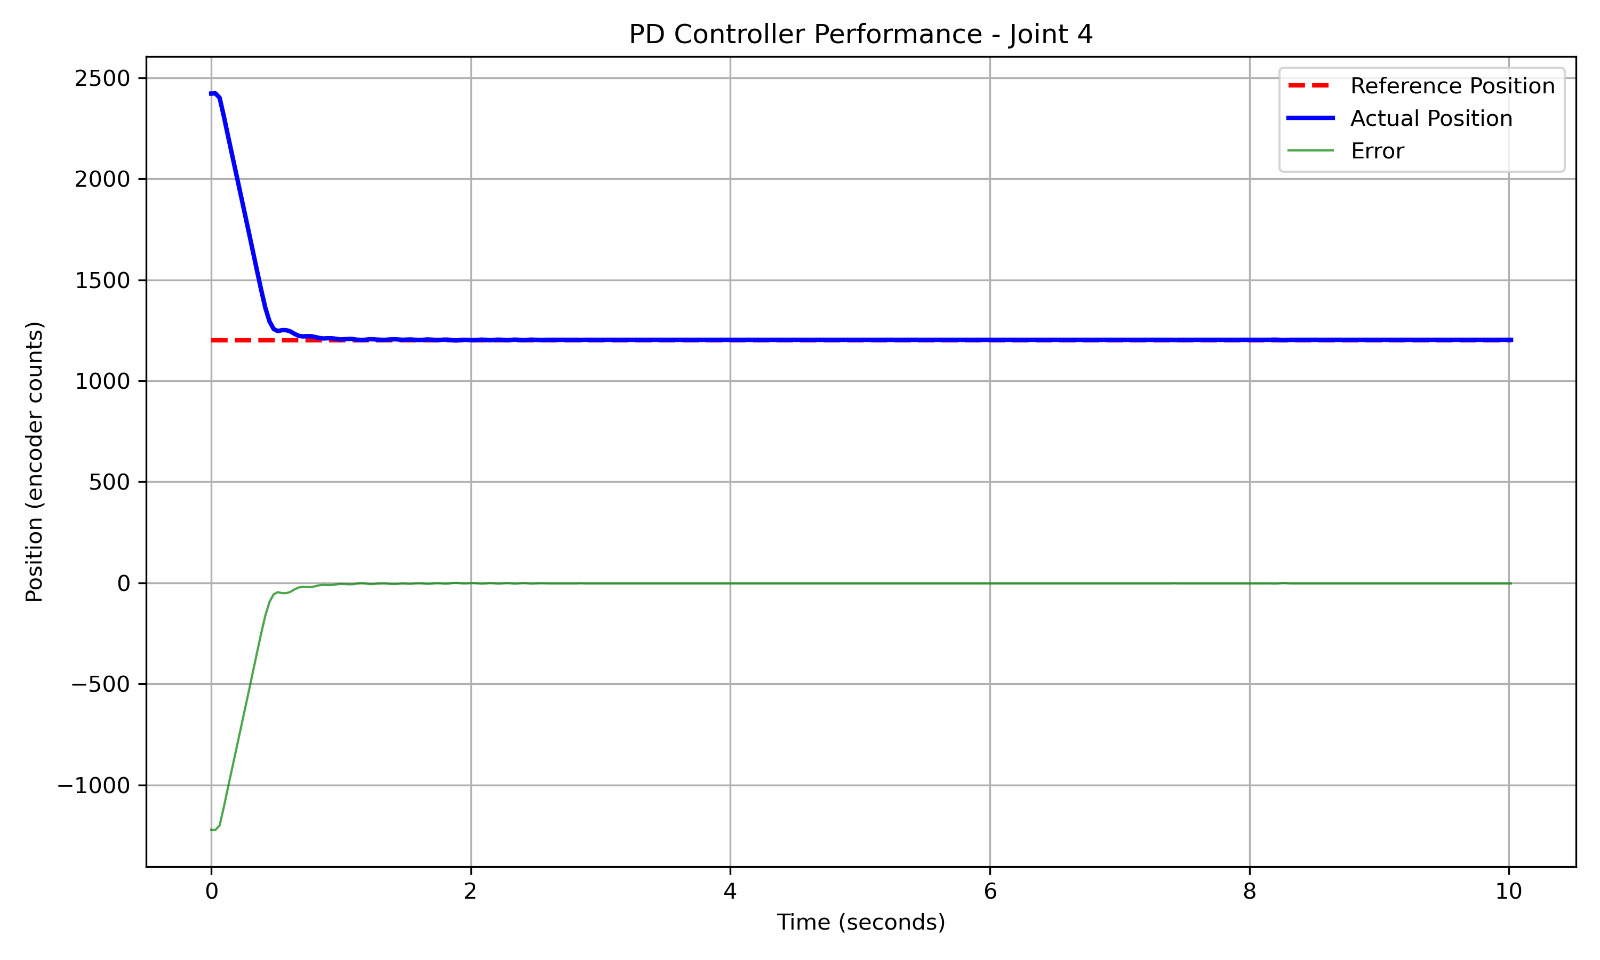 PD Controller Performance - Joint 4
Reference Position
Actual Position
Error
Position (encoder counts)
2500
2000
1500
1000
500
0
−500
−1000
0 2 4 6 8 10
Time (seconds)